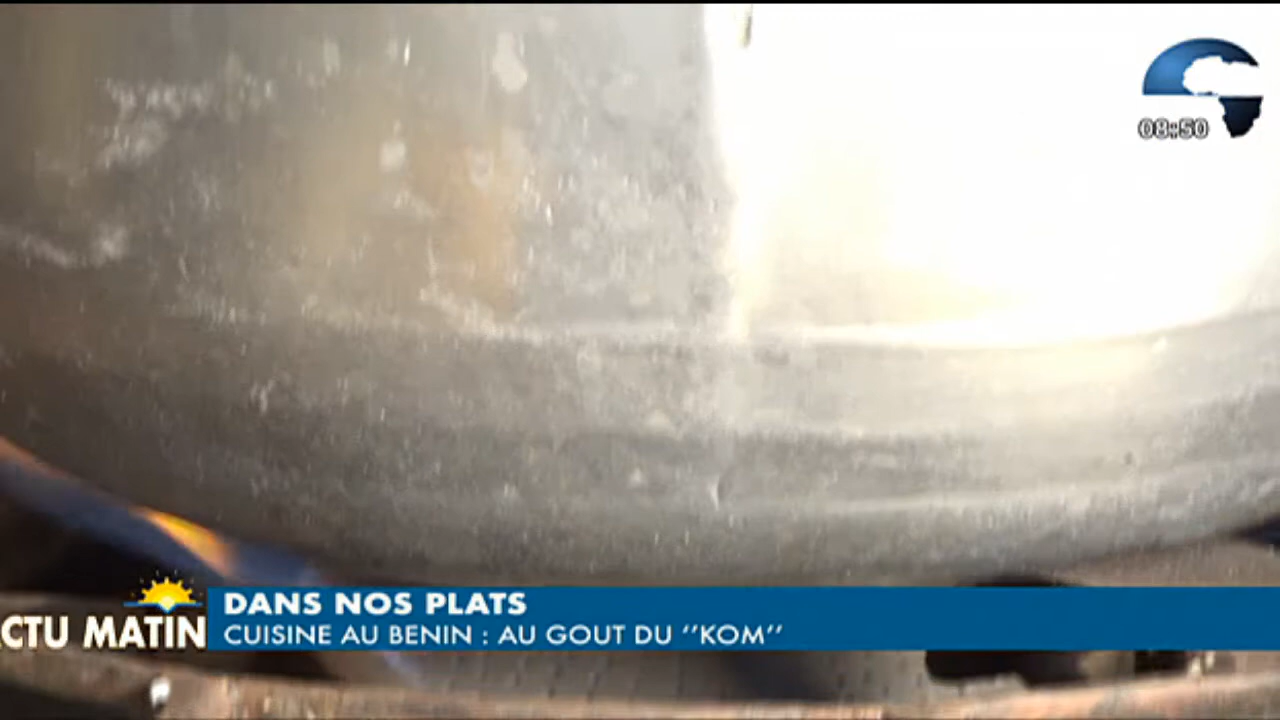 08:50
DANS NOS PLATS
CTU MATIN
CUISINE AU BENIN : AU GOUT DU ‘’KOM’’